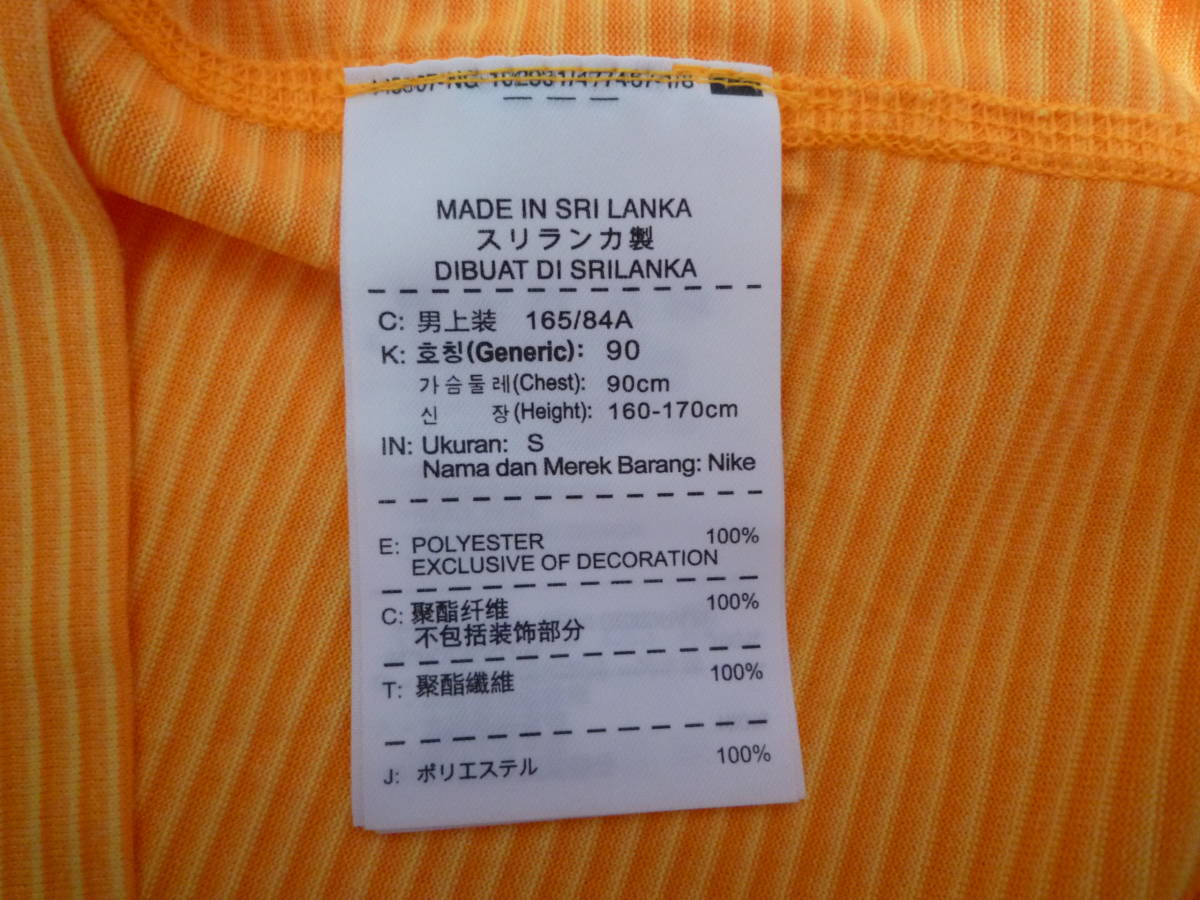 MADE IN SRI LANKA
スリランカ製
DIBUAT DI SRILANKA
C: 男上装 165/84A
K: 호칭(Generic): 90
가슴둘레(Chest): 90cm
신 장(Height): 160-170cm
IN: Ukuran: S
Nama dan Merek Barang: Nike
E: POLYESTER 100%
EXCLUSIVE OF DECORATION
C: 聚酯纤维 100%
不包括装饰部分
T: 聚酯纖維 100%
J: ポリエステル 100%